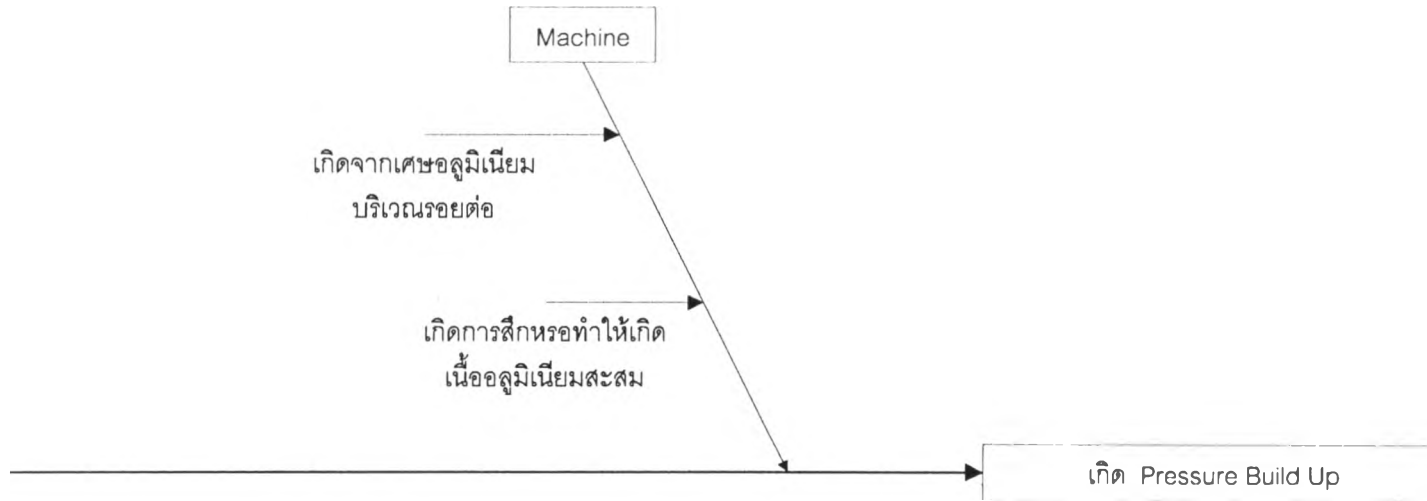 Machine
เกิดจากเศษอลูมิเนียม
บริเวณรอยต่อ
เกิดการสึกหรอทำให้เกิด
เนื้ออลูมิเนียมสะสม
เกิด Pressure Build Up